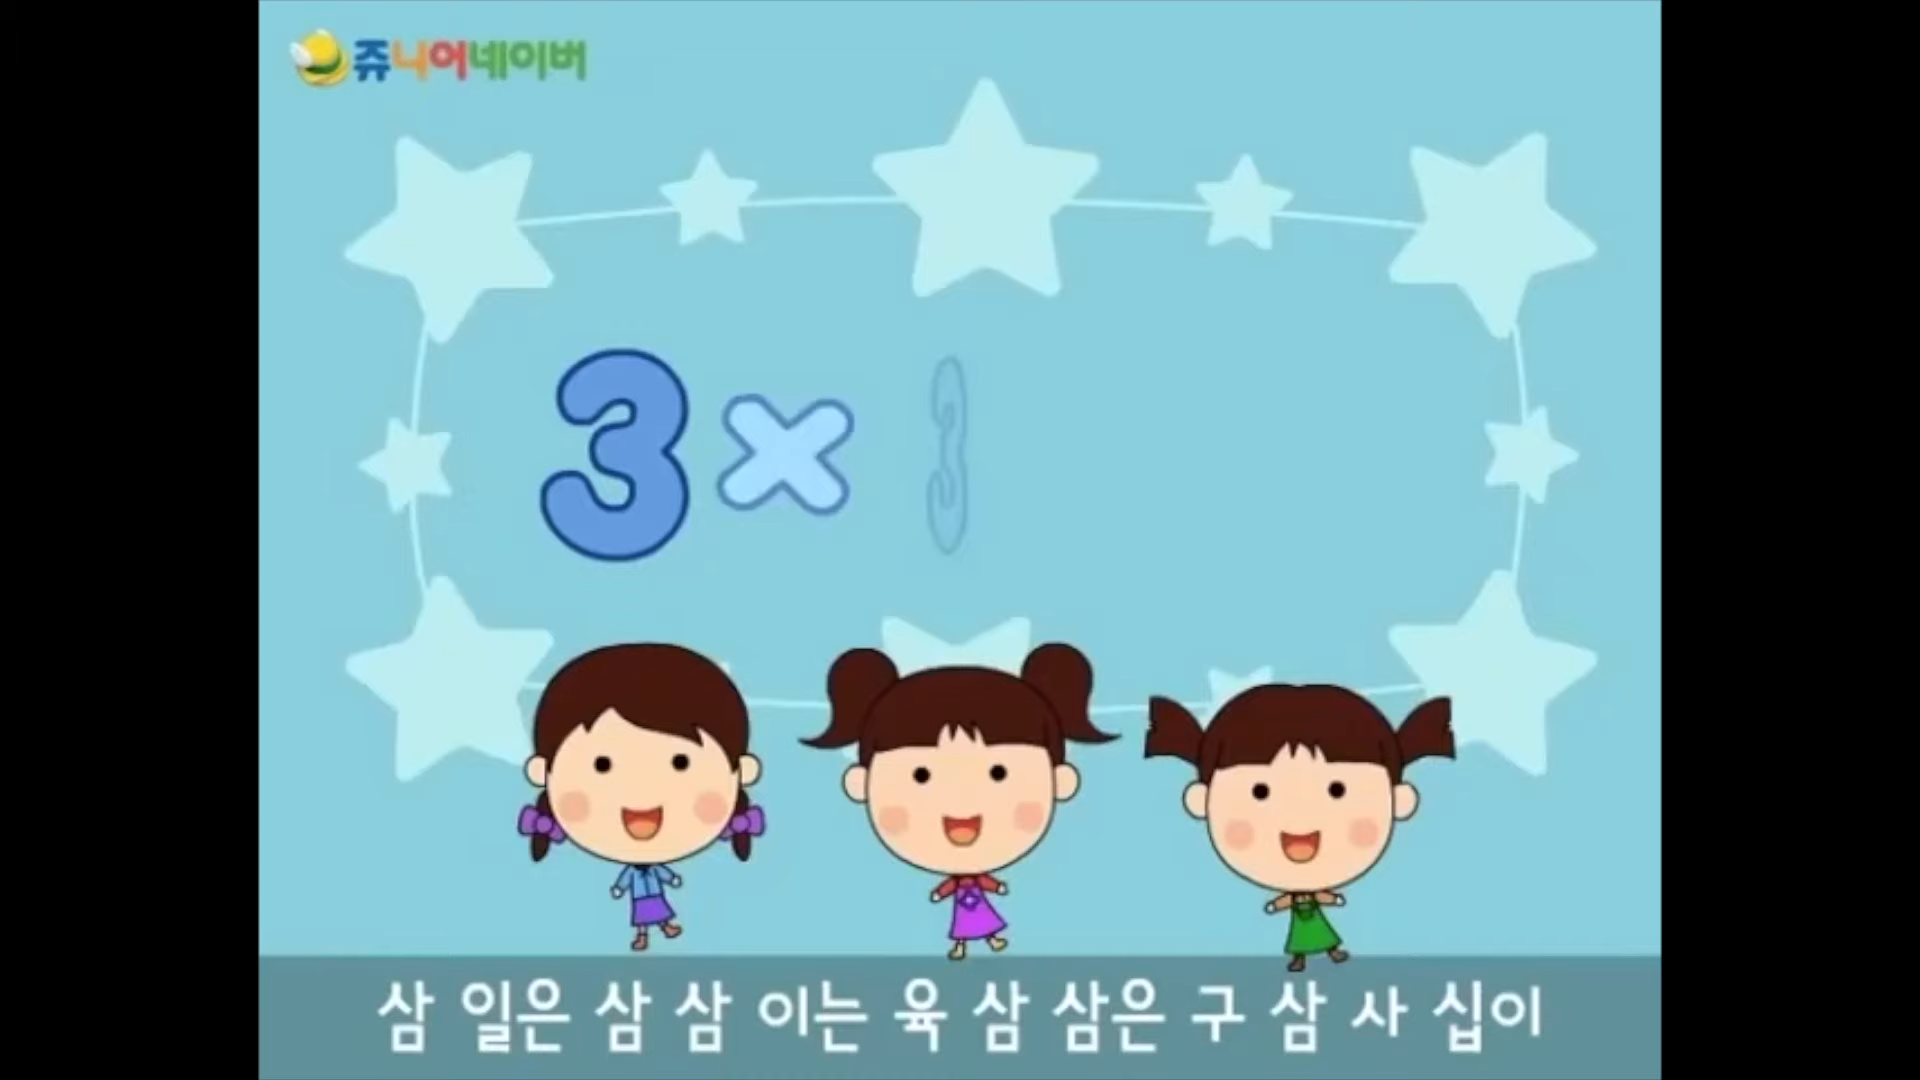 쥬니어네이버
3×3
삼 일은 삼 삼 이는 육 삼 삼은 구 삼 사 십이